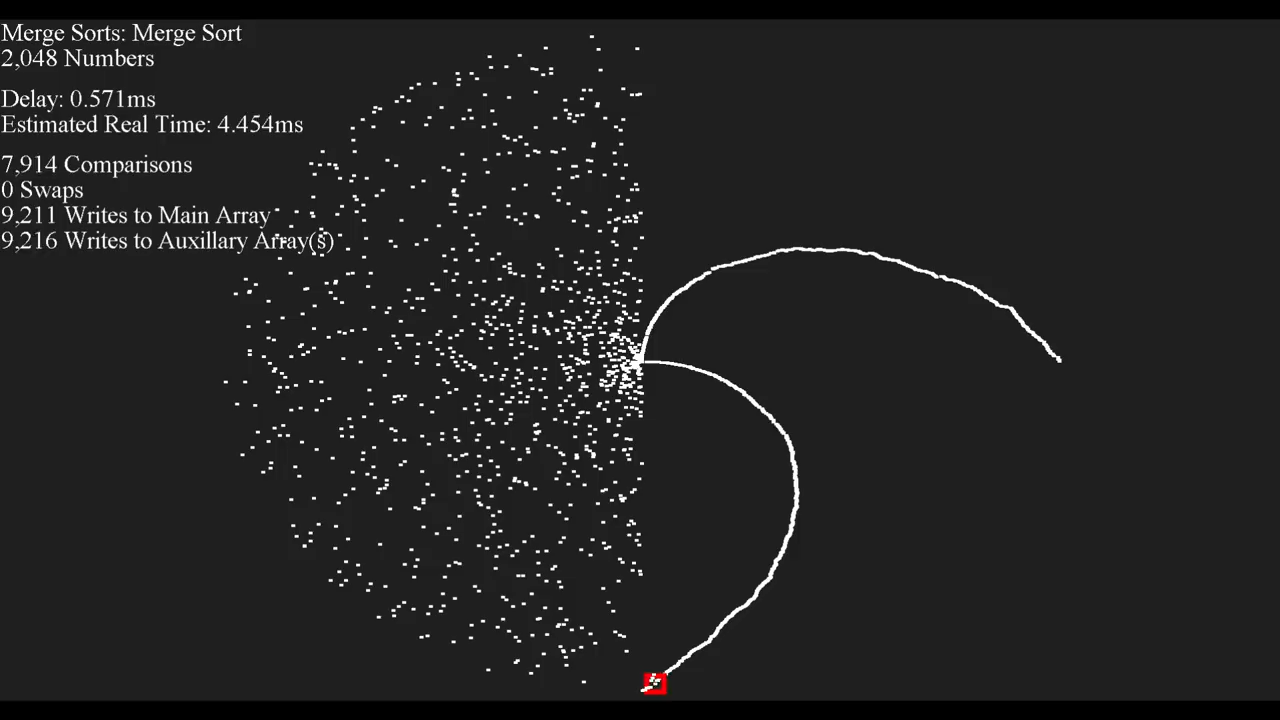 Merge Sorts: Merge Sort
2,048 Numbers
Delay: 0.571ms
Estimated Real Time: 4.454ms
7,914 Comparisons
0 Swaps
9,211 Writes to Main Array
9,216 Writes to Auxillary Array(s)